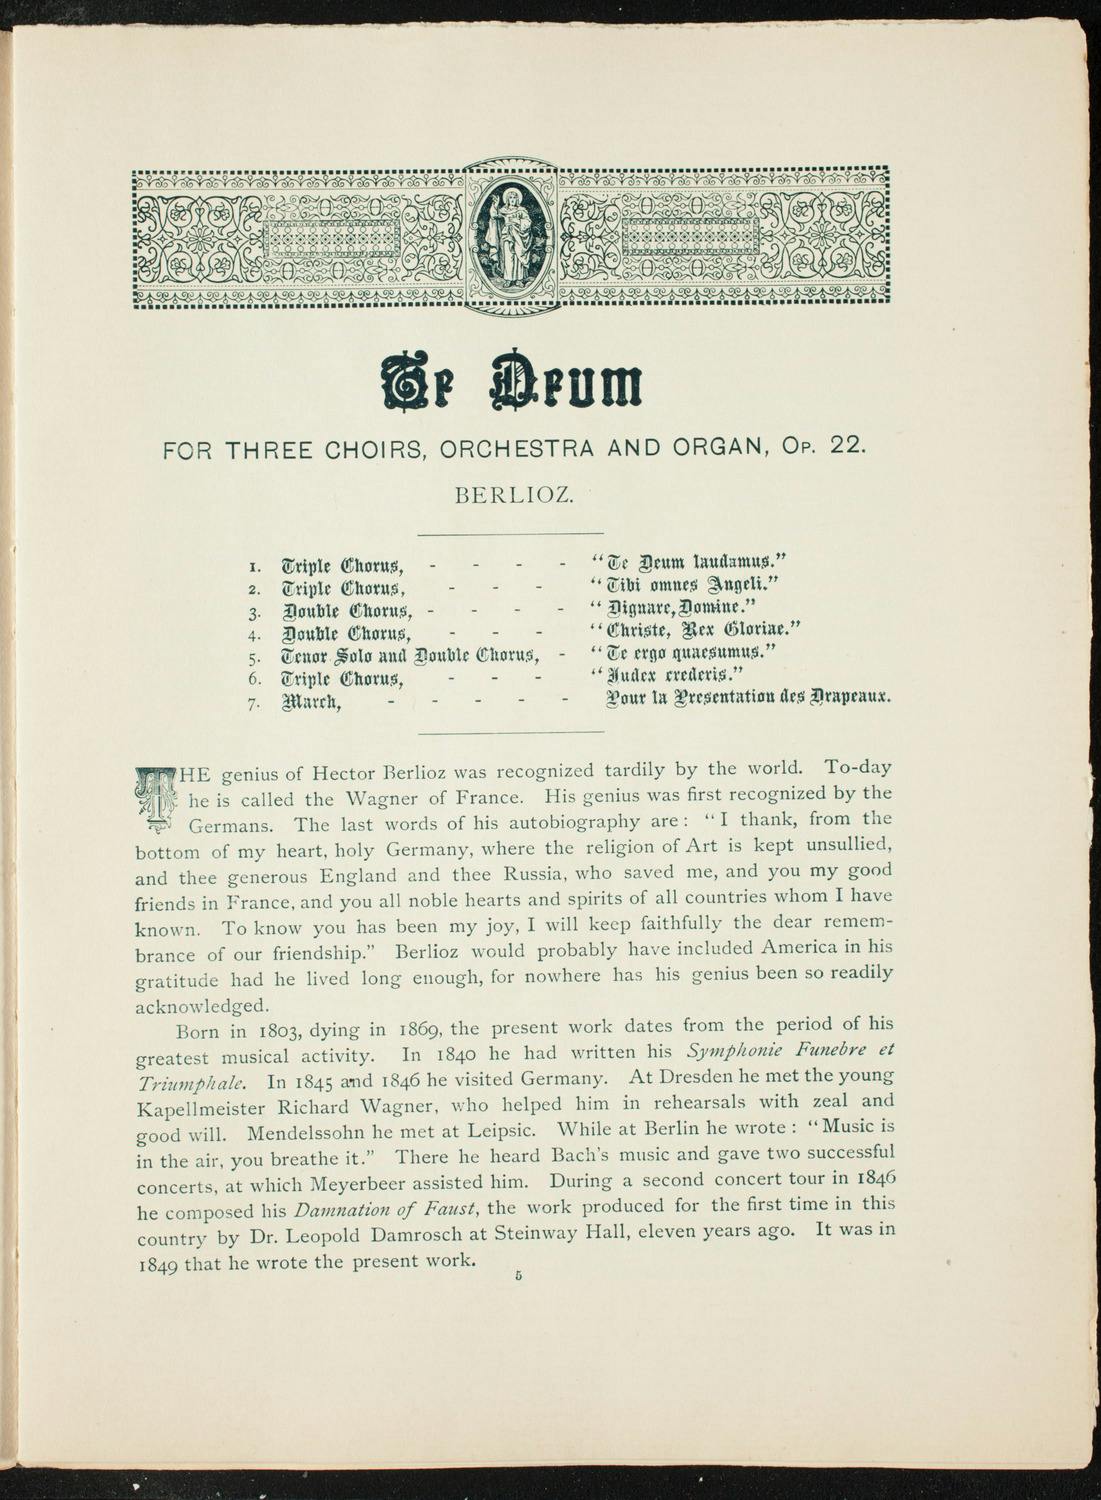 Te Deum
FOR THREE CHOIRS, ORCHESTRA AND ORGAN, Op. 22.
BERLIOZ.
1. Triple Chorus, - - - - “Te Deum laudamus.”
2. Triple Chorus, - - - “Tibi omnes Angeli.”
3. Double Chorus, - - - - “Dignare, Domine.”
4. Double Chorus, - - - “Christe, Rex Gloriae.”
5. Tenor Solo and Double Chorus, - “Te ergo quaesumus.”
6. Triple Chorus, - - - “Judex crederis.”
7. March, - - - - - Pour la Presentation des Drapeaux.
THE genius of Hector Berlioz was recognized tardily by the world. To-day
he is called the Wagner of France. His genius was first recognized by the
Germans. The last words of his autobiography are: “I thank, from the
bottom of my heart, holy Germany, where the religion of Art is kept unsullied,
and thee generous England and thee Russia, who saved me, and you my good
friends in France, and you all noble hearts and spirits of all countries whom I have
known. To know you has been my joy, I will keep faithfully the dear remem-
brance of our friendship.” Berlioz would probably have included America in his
gratitude had he lived long enough, for nowhere has his genius been so readily
acknowledged.
Born in 1803, dying in 1869, the present work dates from the period of his
greatest musical activity. In 1840 he had written his Symphonie Funebre et
Triumphale. In 1845 and 1846 he visited Germany. At Dresden he met the young
Kapellmeister Richard Wagner, who helped him in rehearsals with zeal and
good will. Mendelssohn he met at Leipsic. While at Berlin he wrote: “Music is
in the air, you breathe it.” There he heard Bach's music and gave two successful
concerts, at which Meyerbeer assisted him. During a second concert tour in 1846
he composed his Damnation of Faust, the work produced for the first time in this
country by Dr. Leopold Damrosch at Steinway Hall, eleven years ago. It was in
1849 that he wrote the present work.
5